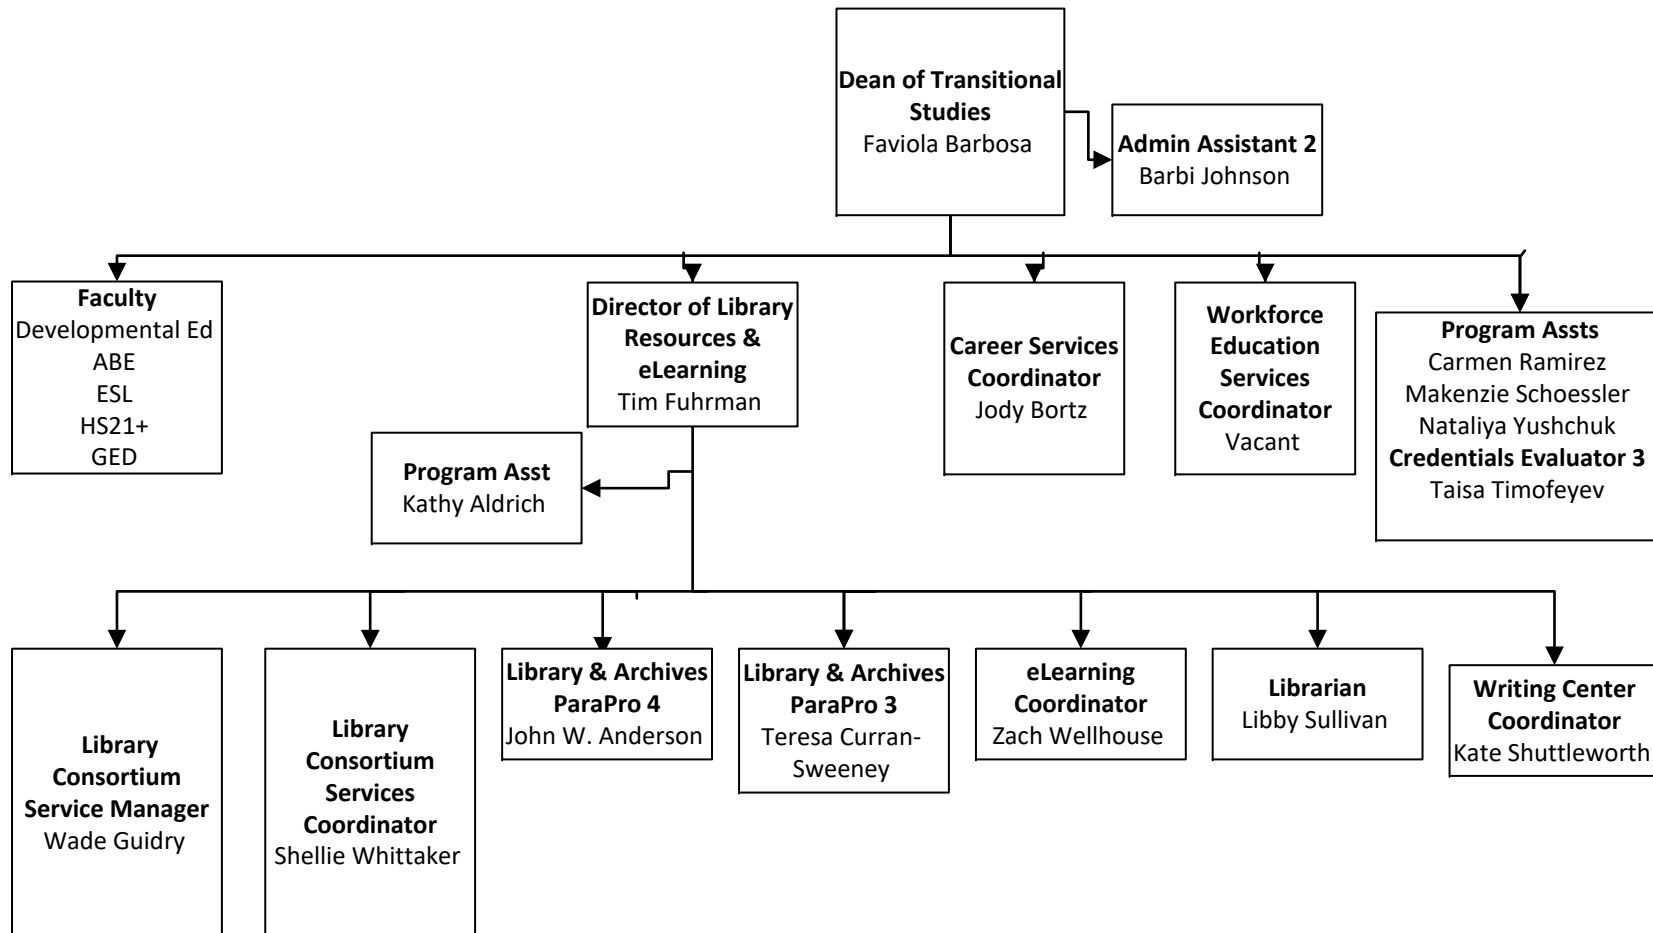 Dean of Transitional
Studies
Faviola Barbosa
Admin Assistant 2
Barbi Johnson
Faculty
Developmental Ed
ABE
ESL
HS21+
GED
Director of Library
Resources &
eLearning
Tim Fuhrman
Career Services
Coordinator
Jody Bortz
Workforce
Education
Services
Coordinator
Vacant
Program Assts
Carmen Ramirez
Makenzie Schoessler
Nataliya Yushchuk
Credentials Evaluator 3
Taisa Timofeyev
Program Asst
Kathy Aldrich
Library
Consortium
Service Manager
Wade Guidry
Library
Consortium
Services
Coordinator
Shellie Whittaker
Library & Archives
ParaPro 4
John W. Anderson
Library & Archives
ParaPro 3
Teresa Curran-
Sweeney
eLearning
Coordinator
Zach Wellhouse
Librarian
Libby Sullivan
Writing Center
Coordinator
Kate Shuttleworth